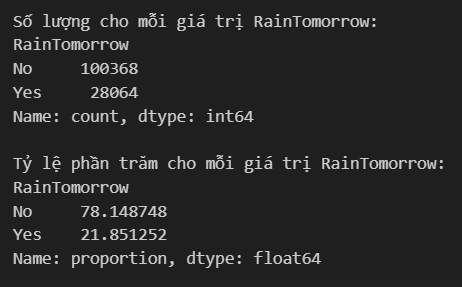 Số lượng cho mỗi giá trị RainTomorrow:
RainTomorrow
No     100368
Yes     28064
Name: count, dtype: int64

Tỷ lệ phần trăm cho mỗi giá trị RainTomorrow:
RainTomorrow
No     78.148748
Yes    21.851252
Name: proportion, dtype: float64